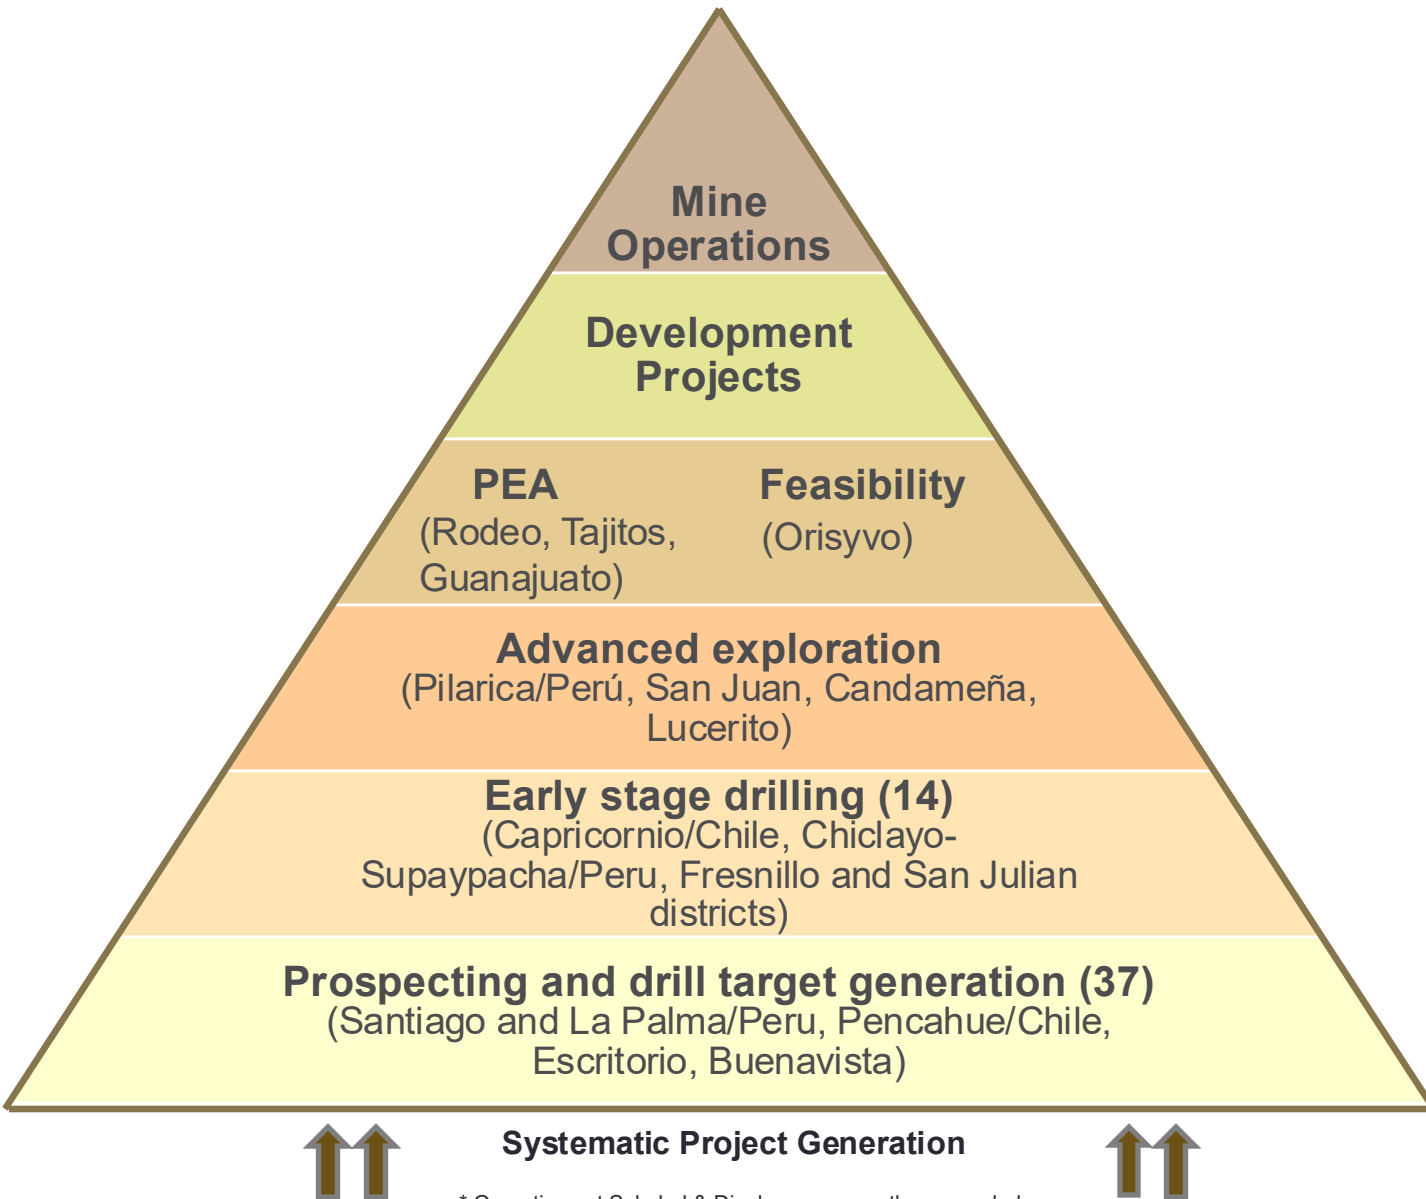 Mine
Operations
Development
Projects
PEA
(Rodeo, Tajitos,
Guanajuato)
Feasibility
(Orisyvo)
Advanced exploration
(Pilarica/Perú, San Juan, Candameña,
Lucerito)
Early stage drilling (14)
(Capricornio/Chile, Chiclayo-
Supaypacha/Peru, Fresnillo and San Julian
districts)
Prospecting and drill target generation (37)
(Santiago and La Palma/Peru, Pencahue/Chile,
Escritorio, Buenavista)
Systematic Project Generation